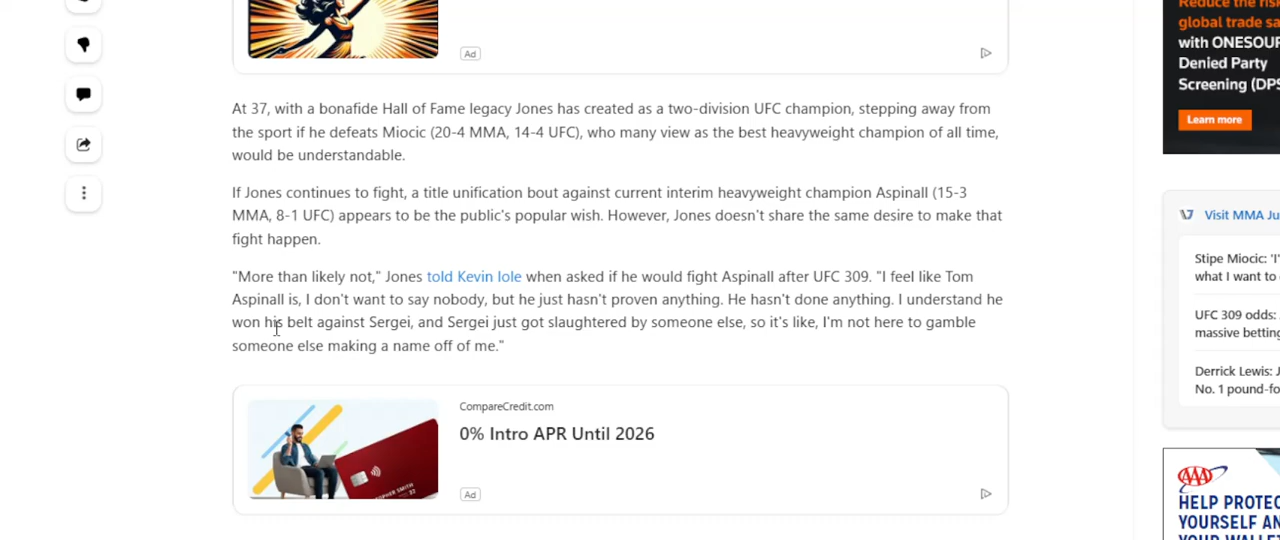 Ad
At 37, with a bonafide Hall of Fame legacy Jones has created as a two-division UFC champion, stepping away from
the sport if he defeats Miocic (20-4 MMA, 14-4 UFC), who many view as the best heavyweight champion of all time,
would be understandable.
If Jones continues to fight, a title unification bout against current interim heavyweight champion Aspinall (15-3
MMA, 8-1 UFC) appears to be the public's popular wish. However, Jones doesn't share the same desire to make that
fight happen.
"More than likely not," Jones told Kevin Iole when asked if he would fight Aspinall after UFC 309. "I feel like Tom
Aspinall is, I don't want to say nobody, but he just hasn't proven anything. He hasn't done anything. I understand he
won his belt against Sergei, and Sergei just got slaughtered by someone else, so it's like, I'm not here to gamble
someone else making a name off of me."
CompareCredit.com
0% Intro APR Until 2026
Ad
Reduce the risk
global trade sa
with ONESOUR
Denied Party
Screening (DPS
Learn more
Visit MMA Ju
Stipe Miocic: 'I'
what I want to
UFC 309 odds:
massive betting
Derrick Lewis: J
No. 1 pound-fo
AAA
HELP PROTEC
YOURSELF AN
YOUR WALLET